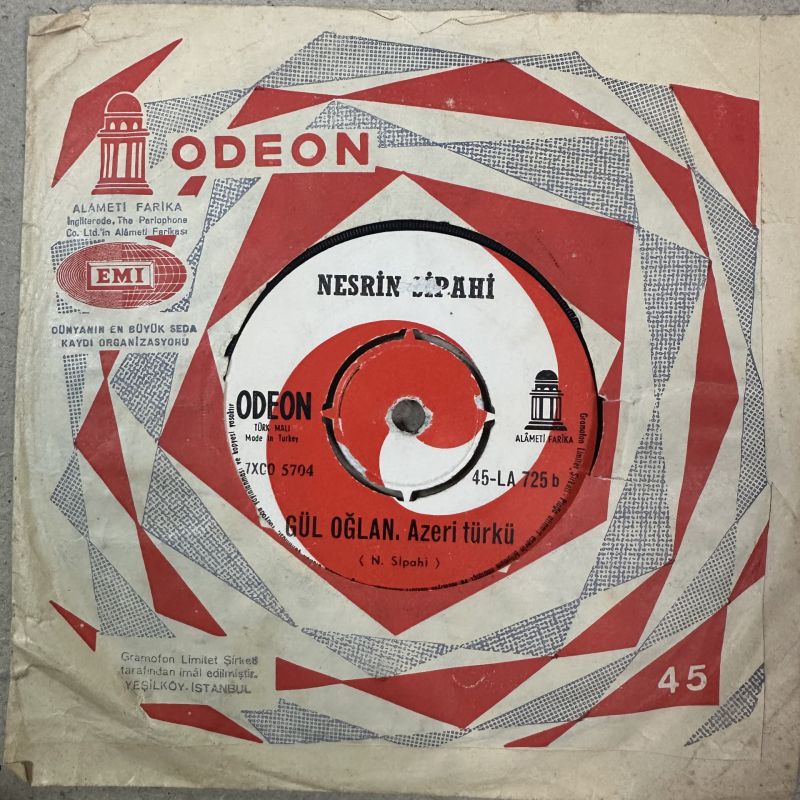 ODEON
ALÂMETİ FARİKA
İngilterede, The Parlophone
Co. Ltd.'in Alâmeti Farikası
EMI
DÜNYANIN EN BÜYÜK SEDA
KAYDI ORGANİZASYONU
NESRİN SİPAHİ
ODEON
TÜRK MALI
Made in Turkey
ALÂMETİ FARİKA
7XCO 5704
45-LA 725 b
GÜL OĞLAN. Azeri türkü
( N. Sipahi )
Gramofon Limitet Şirketi
tarafından imâl edilmiştir.
YEŞİLKÖY-İSTANBUL
45